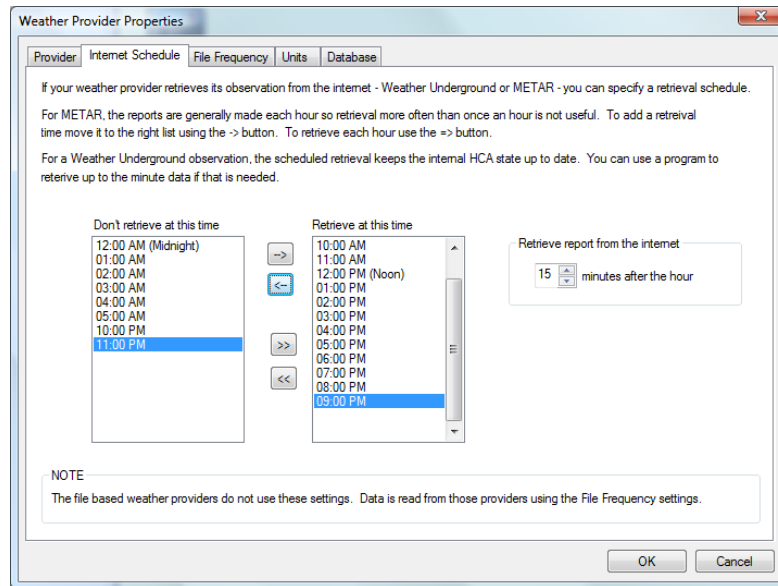 Weather Provider Properties
Provider
Internet Schedule
File Frequency
Units
Database
If your weather provider retrieves its observation from the internet - Weather Underground or METAR - you can specify a retrieval schedule.
For METAR, the reports are generally made each hour so retrieval more often than once an hour is not useful. To add a retreival
time move it to the right list using the -> button. To retrieve each hour use the => button.
For a Weather Underground observation, the scheduled retrieval keeps the internal HCA state up to date. You can use a program to
reterive up to the minute data if that is needed.
Don't retrieve at this time
12:00 AM (Midnight)
01:00 AM
02:00 AM
03:00 AM
04:00 AM
05:00 AM
10:00 PM
11:00 PM
-->
<--
>>
<<
Retrieve at this time
10:00 AM
11:00 AM
12:00 PM (Noon)
01:00 PM
02:00 PM
03:00 PM
04:00 PM
05:00 PM
06:00 PM
07:00 PM
08:00 PM
09:00 PM
Retrieve report from the internet
15 minutes after the hour
NOTE
The file based weather providers do not use these settings. Data is read from those providers using the File Frequency settings.
OK
Cancel